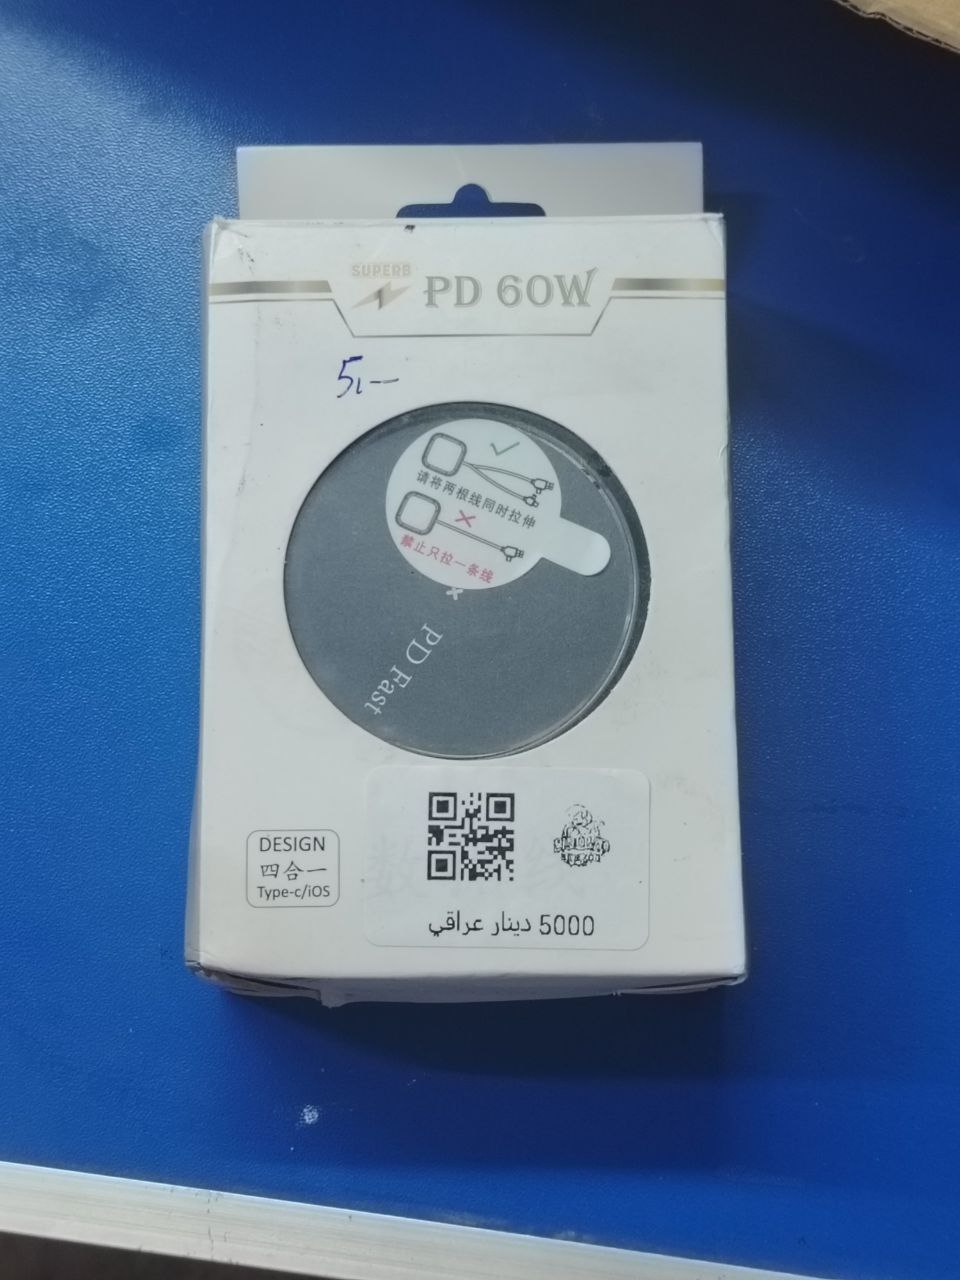 SUPERB
PD 60W
5,--
请将两根线同时拉伸
禁止只拉一条线
PD Fast
DESIGN
四合一
Type-c/iOS
5000 دينار عراقي